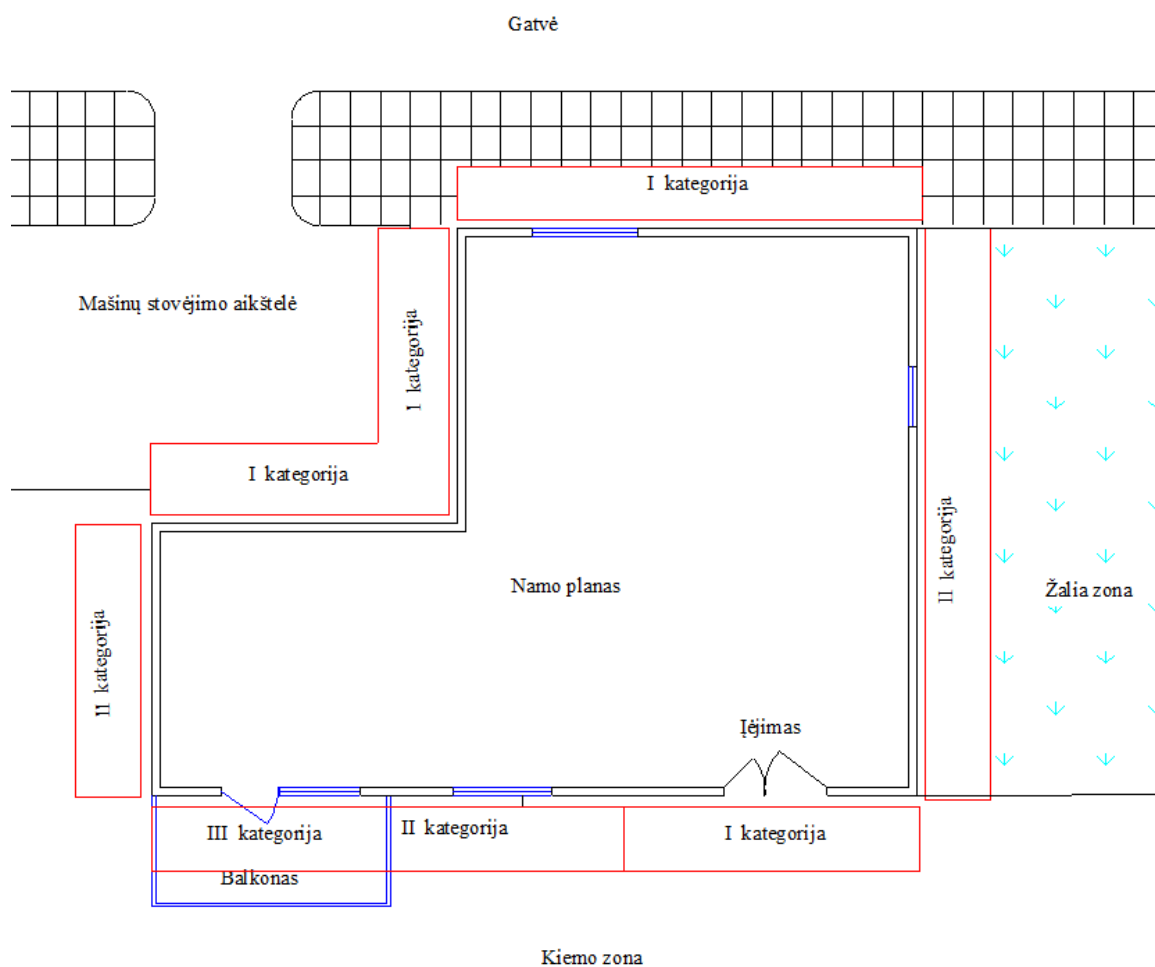 Gatvė
I kategorija
Mašinų stovėjimo aikštelė
I kategorija
I kategorija
II kategorija
Namo planas
Žalia zona
II kategorija
Įėjimas
III kategorija
II kategorija
I kategorija
Balkonas
Kiemo zona